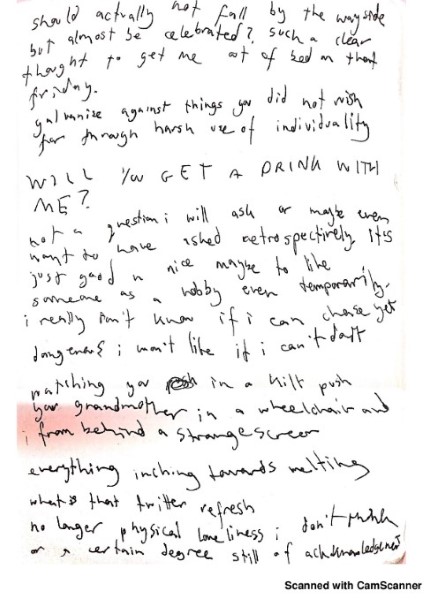 should actually not fall by the wayside
but almost be celebrated? such a clear
thought to get me out of bed on that
friday.
galvanize against things you did not wish
for through harsh use of individuality
WILL YOU GET A DRINK WITH
ME?
not a question i will ask or maybe even
want to have asked retrospectively its
just good n nice maybe to like
someone as a hobby even temporarily.
i really don't know if i can chase yet
i won't like if i can't
watching you in a kilt push
your grandmother in a wheelchair and
i from behind a strange screen
everything inching towards melting
what is that twitter refresh
no longer physical loneliness i don't think
or a certain degree still of acknowledgement
Scanned with CamScanner